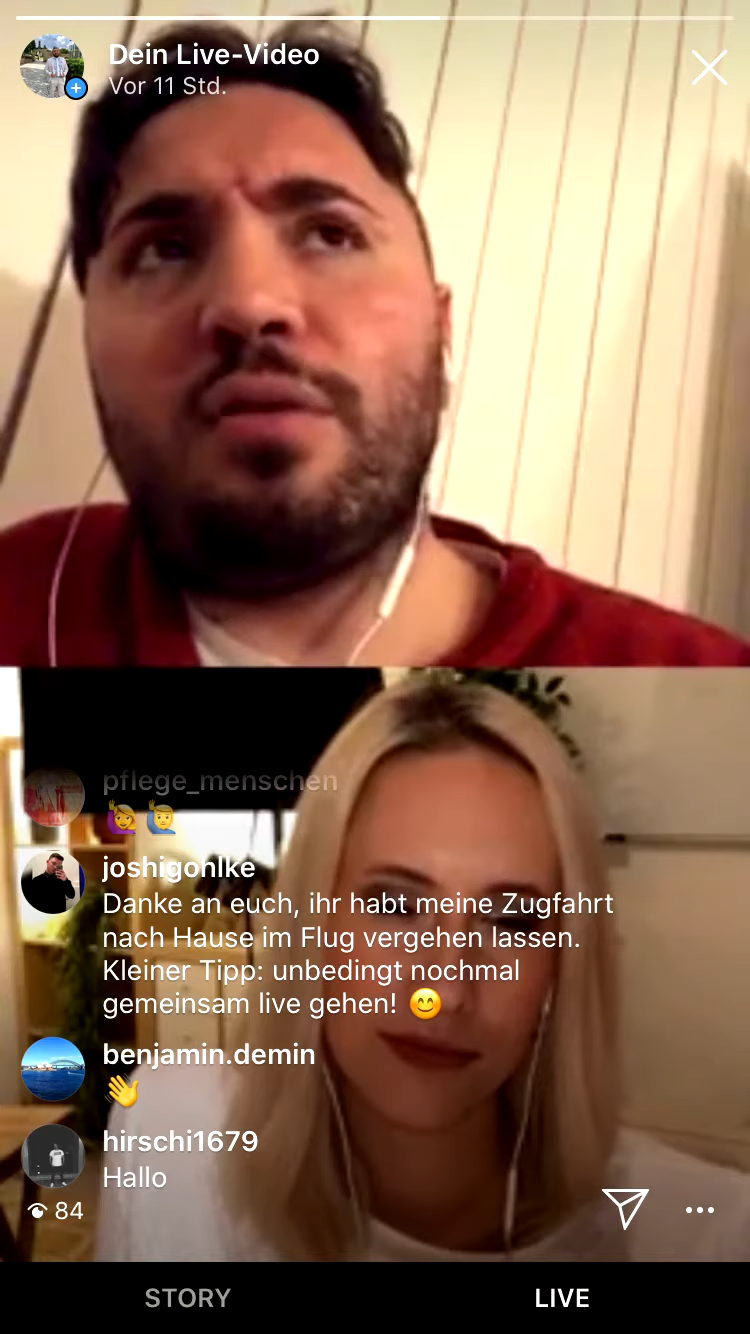 Dein Live-Video
Vor 11 Std.
pflege_menschen
🙋‍♀️🙋‍♂️
joshigohlke
Danke an euch, ihr habt meine Zugfahrt
nach Hause im Flug vergehen lassen.
Kleiner Tipp: unbedingt nochmal
gemeinsam live gehen! 😊
benjamin.demin
👋
hirschi1679
Hallo
84
STORY
LIVE